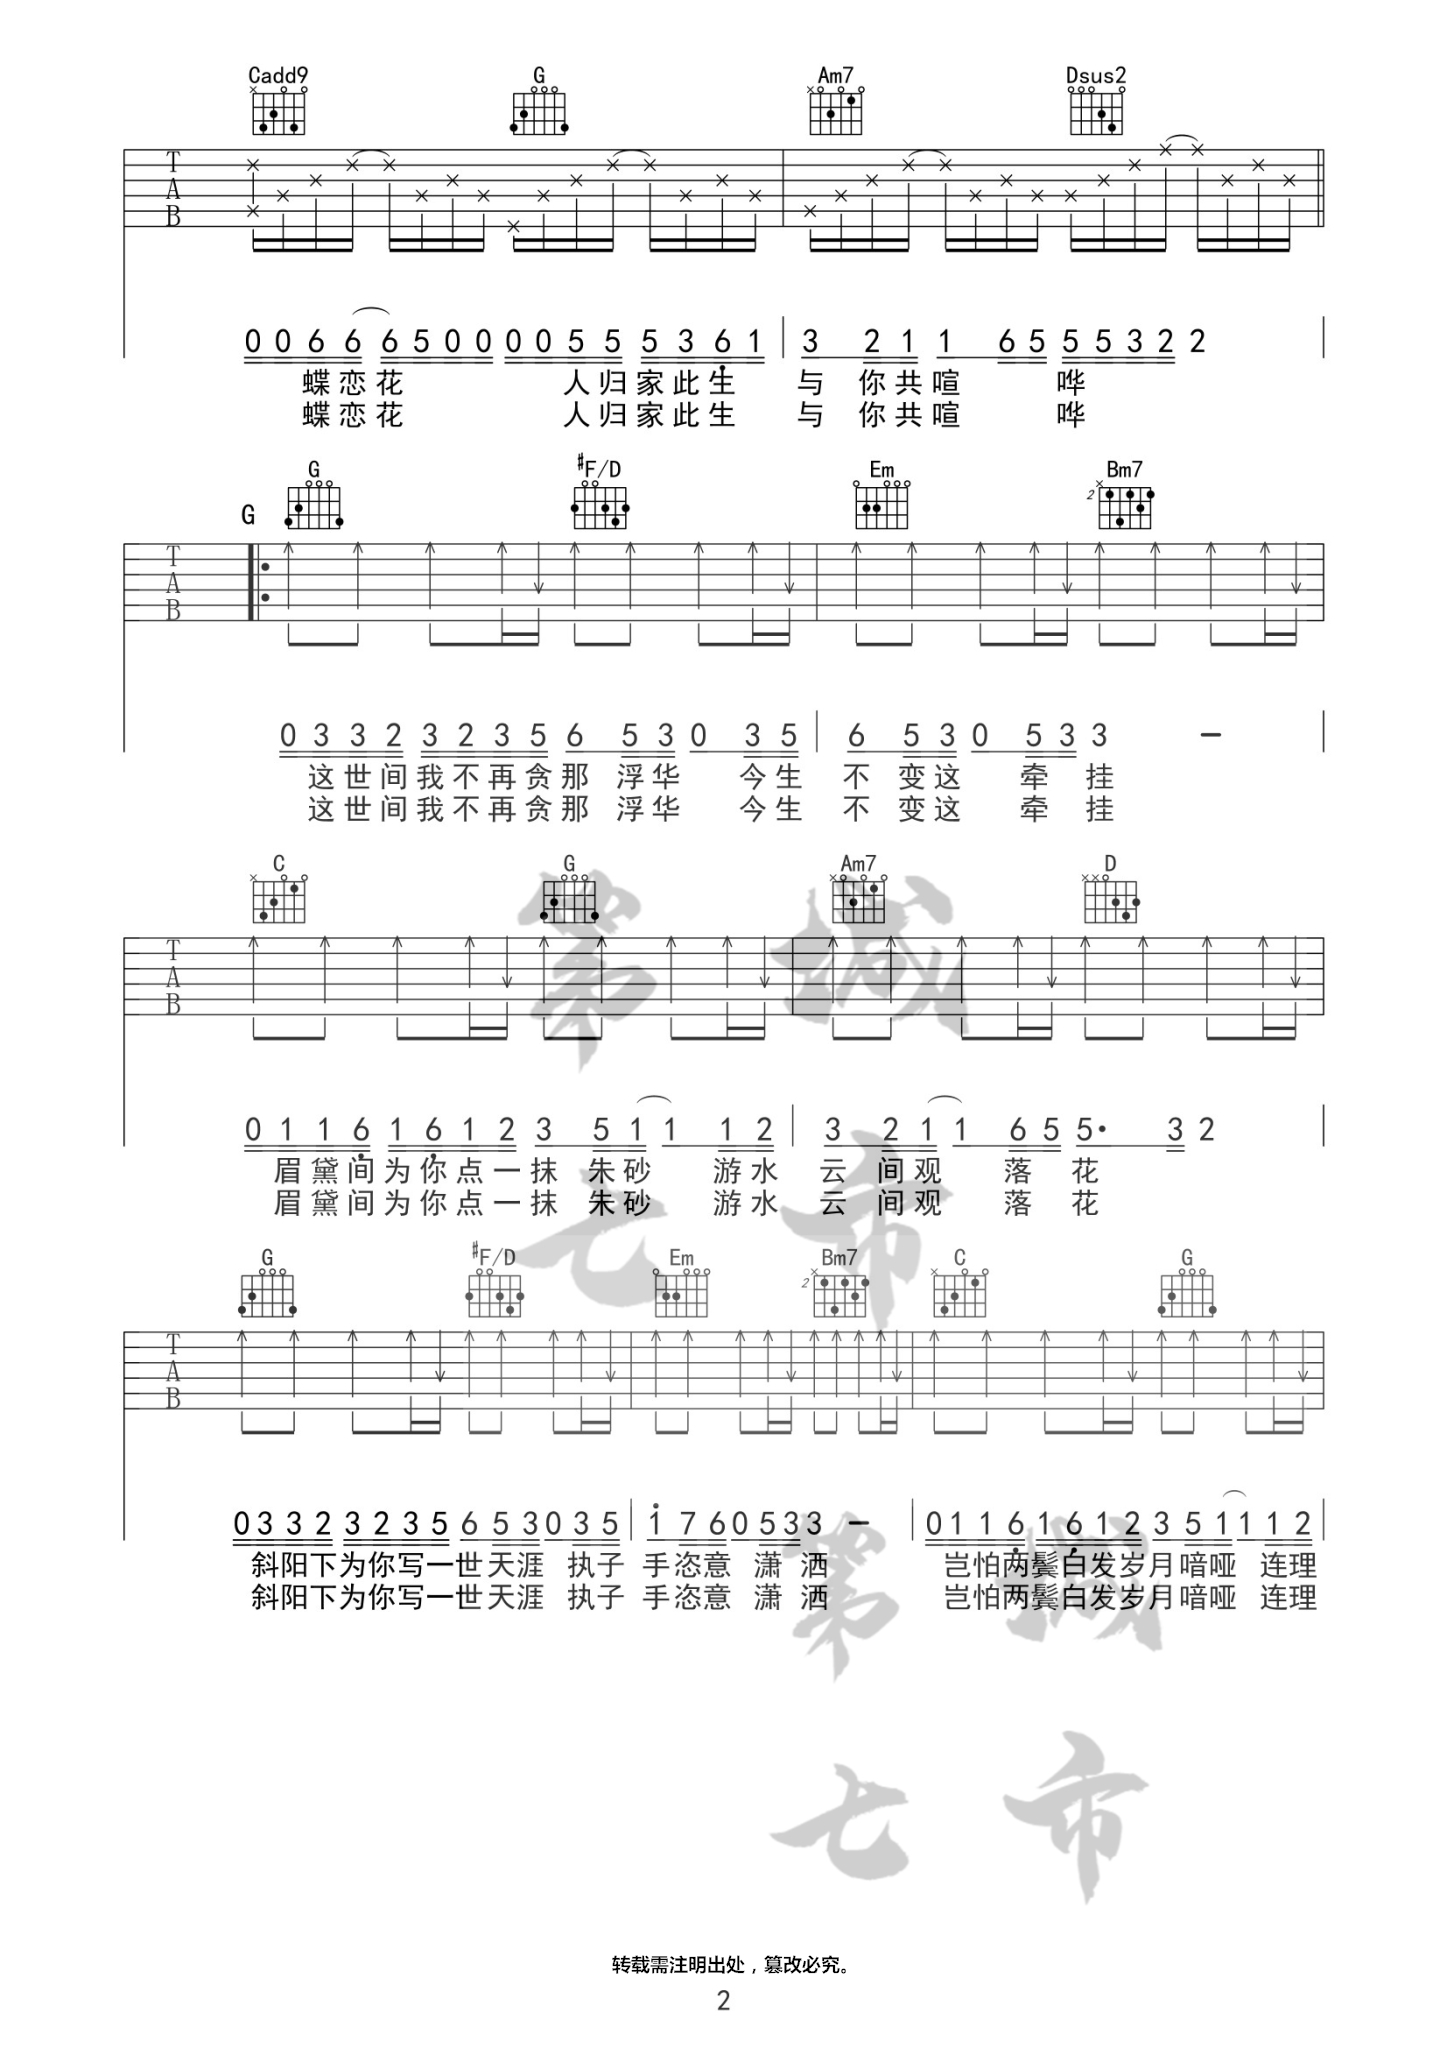 Cadd9 G Am7 Dsus2
T
A
B
0 0 6 6 6 5 0 0 0 0 5 5 5 3 6 1 3 2 1 1 6 5 5 5 3 2 2
蝶恋花 人归家此生 与 你共喧 哗
蝶恋花 人归家此生 与 你共喧 哗
G #F/D Em Bm7
2
G
T
A
B
0 3 3 2 3 2 3 5 6 5 3 0 3 5 6 5 3 0 5 3 3 -
这世间我不再贪那 浮华 今生 不 变这 牵 挂
这世间我不再贪那 浮华 今生 不 变这 牵 挂
C G Am7 D
T
A
B
0 1 1 6 1 6 1 2 3 5 1 1 1 2 3 2 1 1 6 5 5· 3 2
眉黛间为你点一抹 朱砂 游水 云 间观 落 花
眉黛间为你点一抹 朱砂 游水 云 间观 落 花
G #F/D Em Bm7 C G
2
T
A
B
0 3 3 2 3 2 3 5 6 5 3 0 3 5 1 7 6 0 5 3 3 - 0 1 1 6 1 6 1 2 3 5 1 1 1 2
斜阳下为你写一世天涯 执子 手恣意 潇 洒 岂怕两鬓白发岁月喑哑 连理
斜阳下为你写一世天涯 执子 手恣意 潇 洒 岂怕两鬓白发岁月喑哑 连理
第 城
七 市
第 城
七 市
转载需注明出处，篡改必究。
2